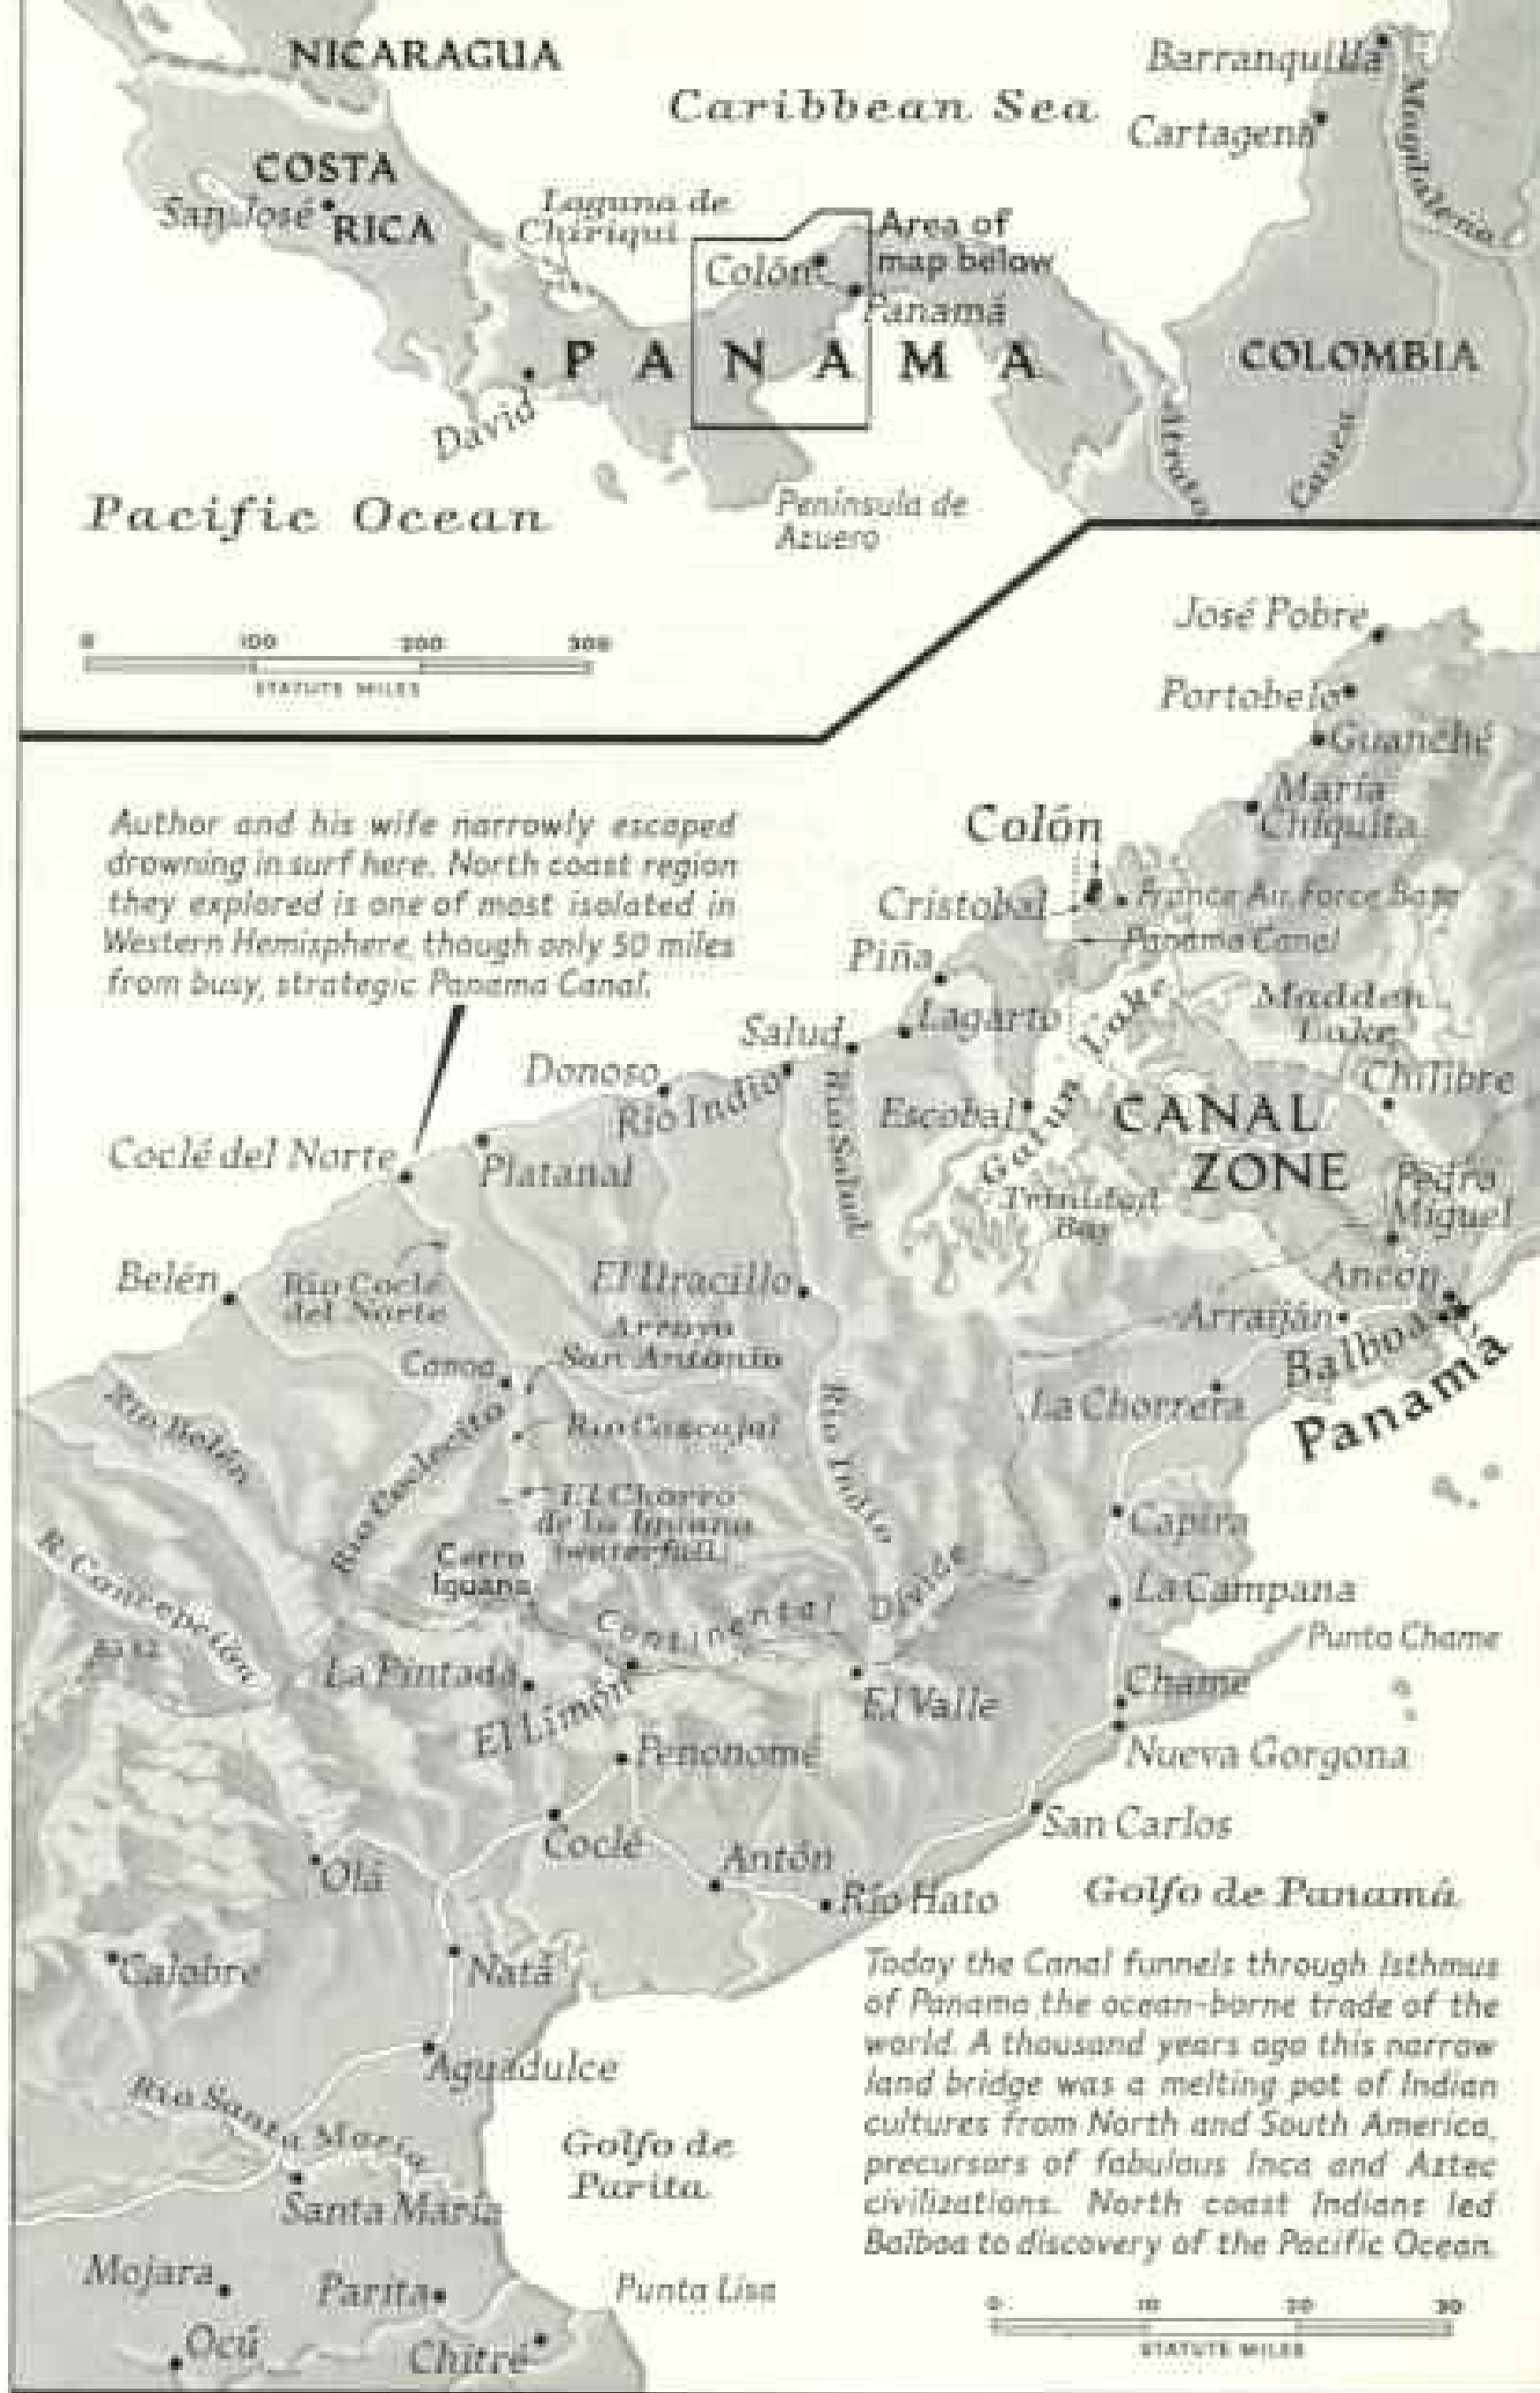 NICARAGUA
Barranquilla
Caribbean Sea
Cartagena
Magdalena
COSTA
RICA
San José
Laguna de
Chiriquí
Area of
map below
Colón
Panamá
PANAMA
COLOMBIA
David
Atrato
Cauca
Pacific Ocean
Península de
Azuero
0 100 200 300
STATUTE MILES
José Pobre
Portobelo
Guanché
María
Chiquita
Author and his wife narrowly escaped
drowning in surf here. North coast region
they explored is one of most isolated in
Western Hemisphere, though only 50 miles
from busy, strategic Panama Canal.
Colón
Cristobal
France Air Force Base
Panama Canal
Piña
Lagarto
Gatun Lake
Madden
Lake
Salud
Donoso
Río Indio
Río Salud
Chilibre
Escobal
CANAL
ZONE
Coclé del Norte
Platanal
Trinidad
Bay
Pedro
Miguel
Belén
Río Coclé
del Norte
El Uracillo
Ancon
Arroyo
San Antonio
Arraiján
Balboa
Panamá
Canoa
Río Belén
Río Cascajal
Río Indio
La Chorrera
Río Coclecito
El Chorro
de la Iguana
(waterfall)
Capira
R. Concepción
Cerro
Iguana
Continental Divide
La Campana
Punta Chame
La Pintada
El Limón
El Valle
Chame
Penonomé
Nueva Gorgona
Coclé
San Carlos
Olá
Antón
Río Hato
Golfo de Panamá
Calobre
Natá
Today the Canal funnels through Isthmus
of Panama the ocean-borne trade of the
world. A thousand years ago this narrow
land bridge was a melting pot of Indian
cultures from North and South America,
precursors of fabulous Inca and Aztec
civilizations. North coast Indians led
Balboa to discovery of the Pacific Ocean.
Aguadulce
Río Santa María
Golfo de
Parita
Santa María
Mojara
Parita
Punta Lisa
Ocú
Chitré
0 10 20 30
STATUTE MILES